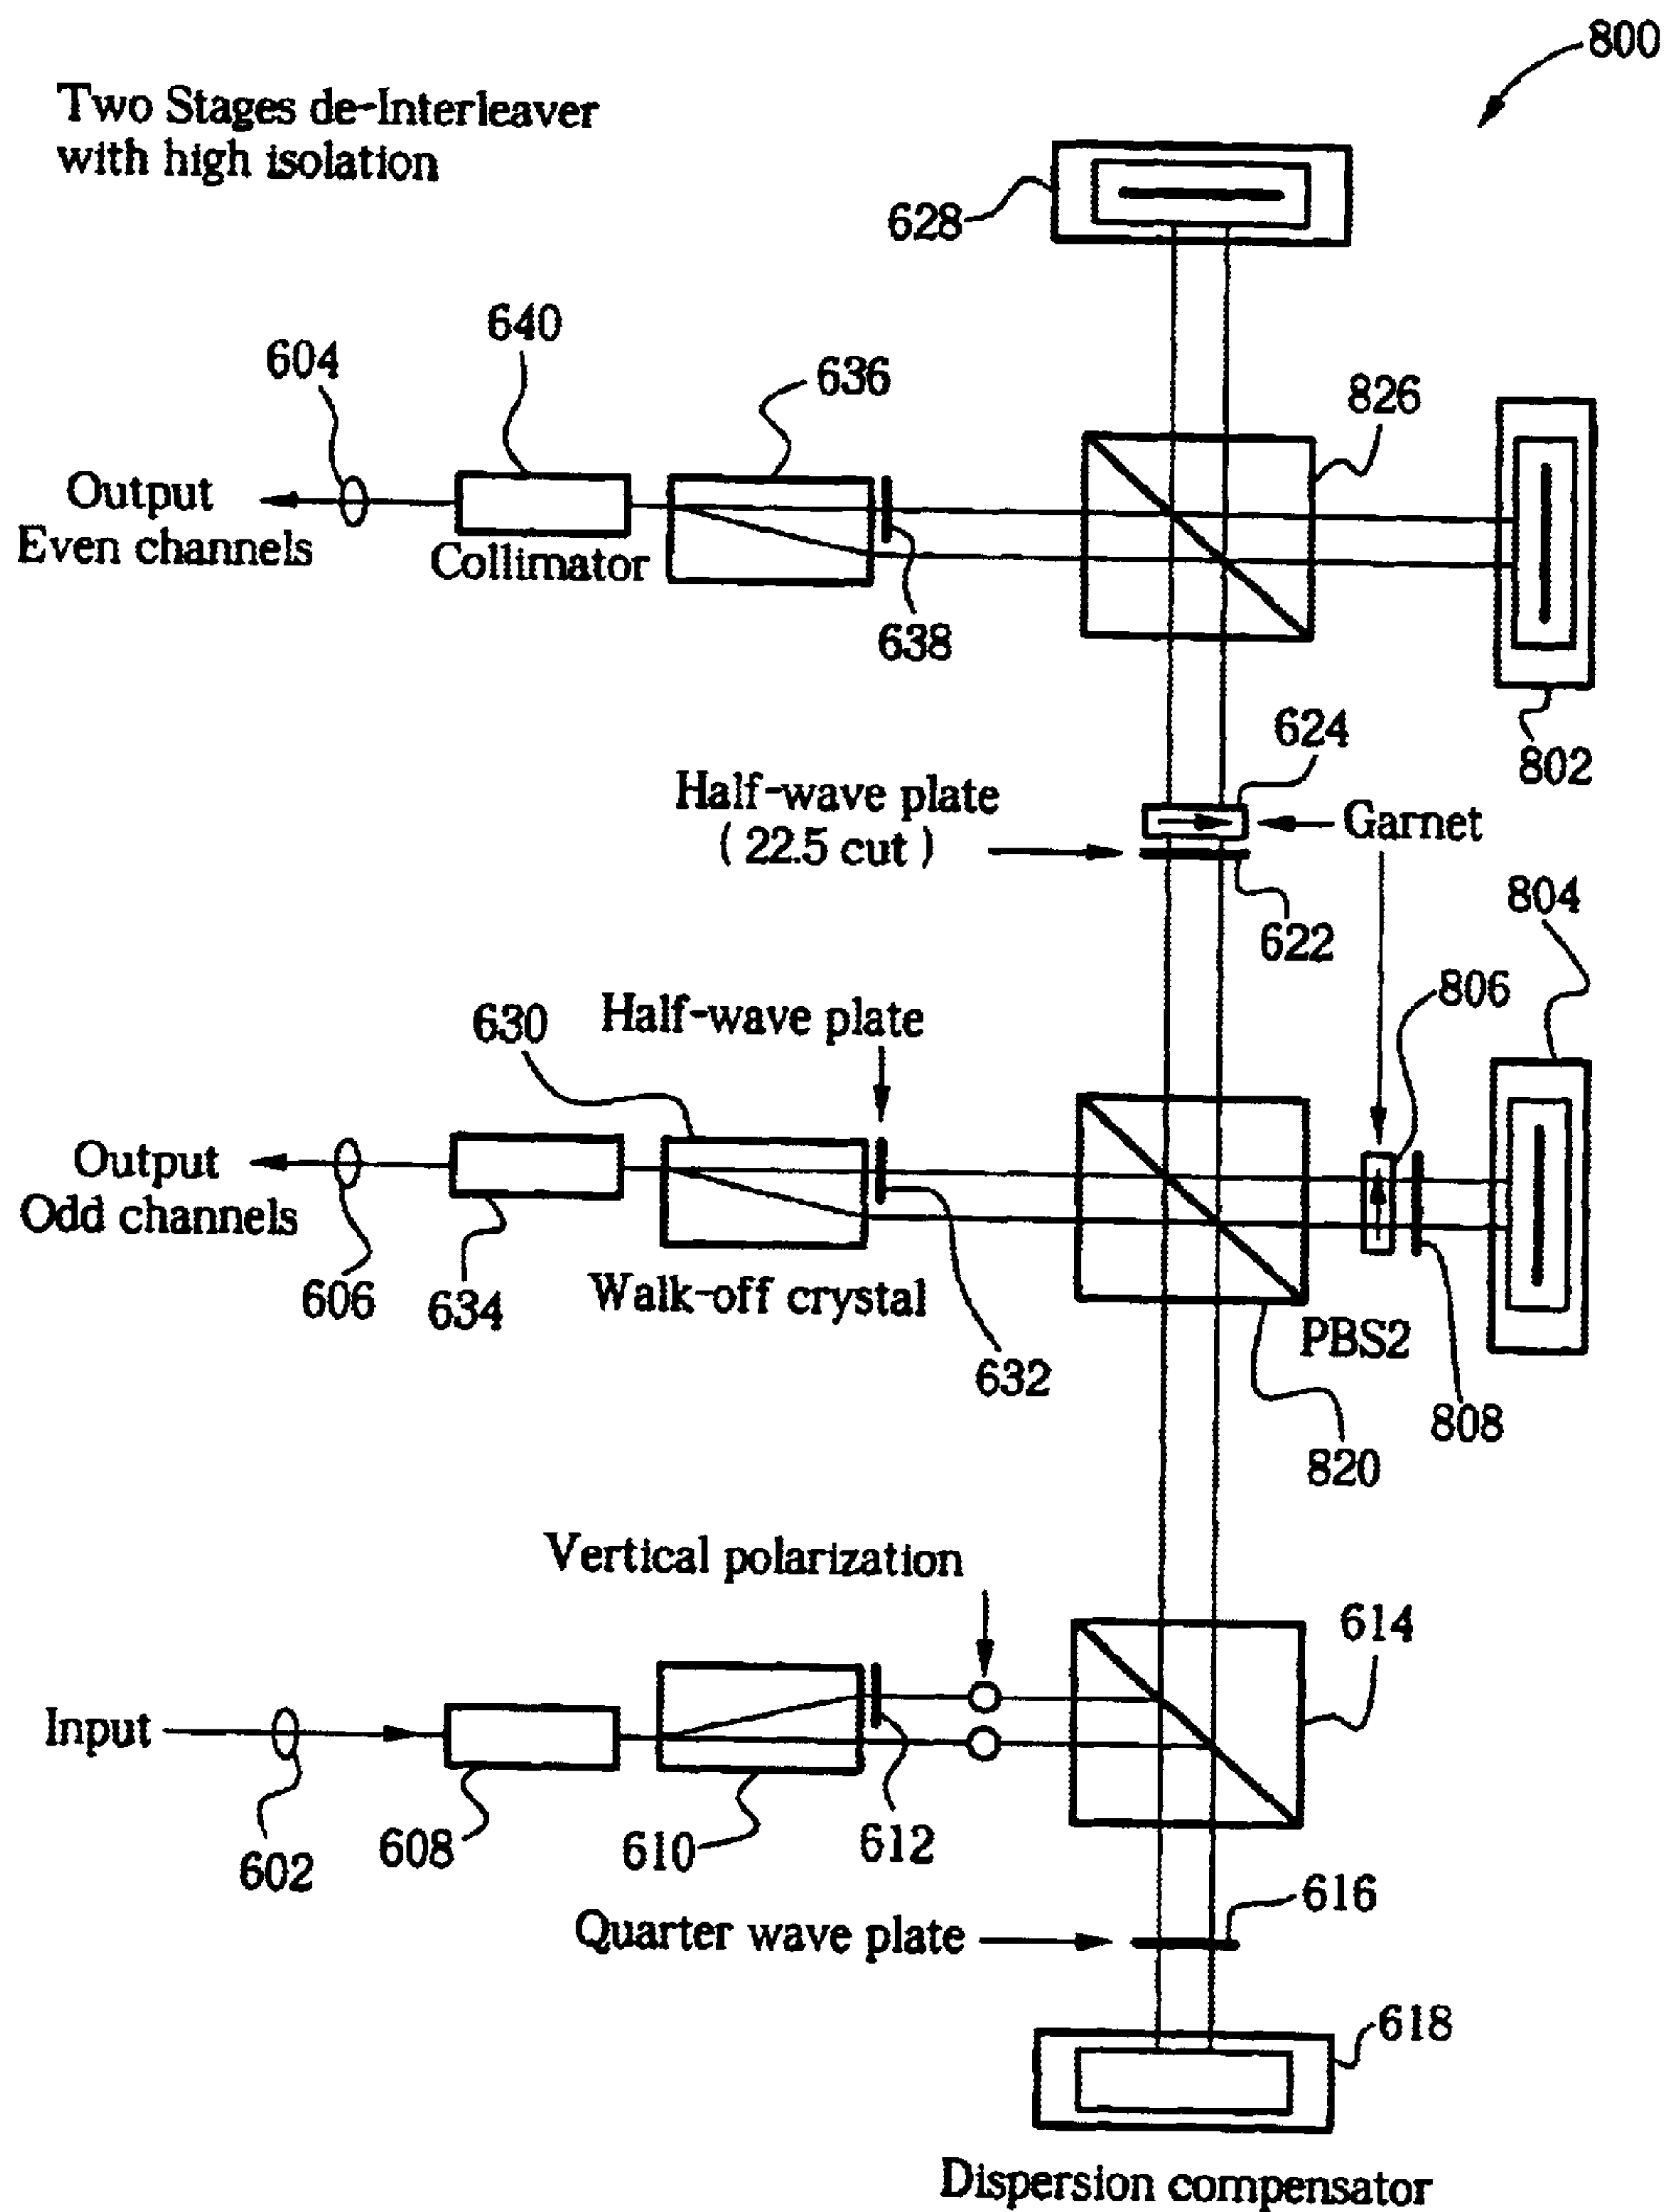 800
Two Stages de-Interleaver
with high isolation
628
640
604
636
826
Output
Even channels
Collimator
638
802
624
Half-wave plate
( 22.5 cut )
Garnet
622
804
806
630
Half-wave plate
Output
Odd channels
606
634
Walk-off crystal
632
PBS2
808
820
Vertical polarization
614
Input
602
608
610
612
616
Quarter wave plate
618
Dispersion compensator